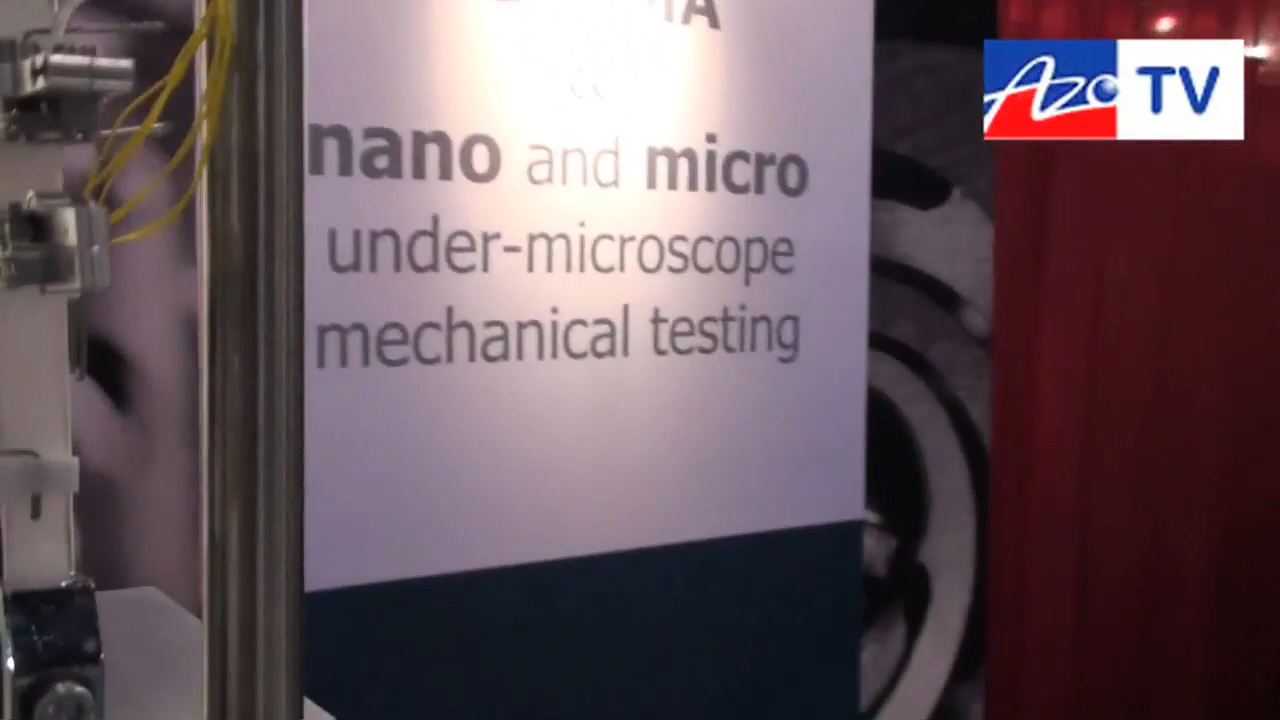 AZO TV
nano and micro
under-microscope
mechanical testing